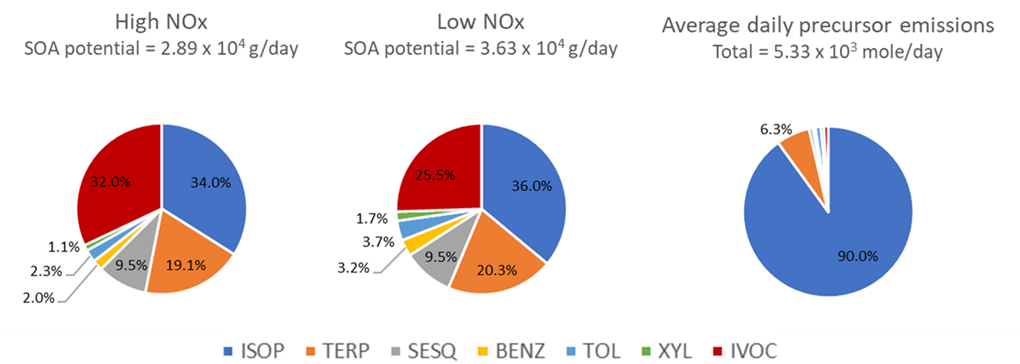 High NOx
SOA potential = 2.89 x 10⁴ g/day
32.0%
34.0%
1.1%
2.3%
2.0%
9.5%
19.1%
Low NOx
SOA potential = 3.63 x 10⁴ g/day
25.5%
36.0%
1.7%
3.7%
3.2%
9.5%
20.3%
Average daily precursor emissions
Total = 5.33 x 10³ mole/day
6.3%
90.0%
ISOP TERP SESQ BENZ TOL XYL IVOC